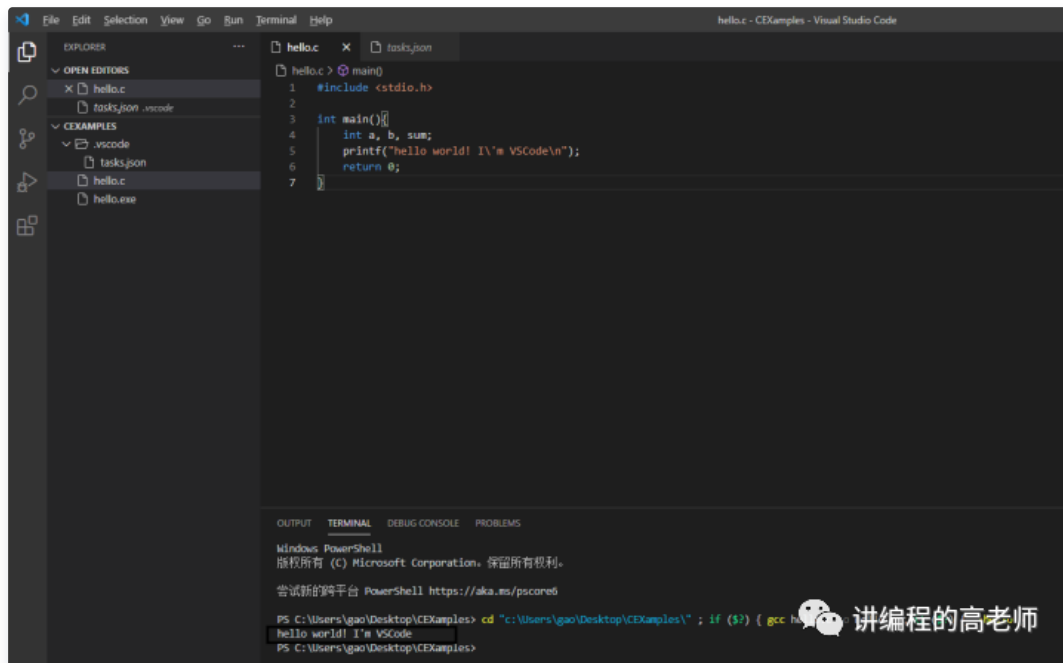 File Edit Selection View Go Run Terminal Help
hello.c - CEXamples - Visual Studio Code
EXPLORER
OPEN EDITORS
hello.c
tasks.json .vscode
CEXAMPLES
.vscode
tasks.json
hello.c
hello.exe
hello.c tasks.json
hello.c > main()
1 #include <stdio.h>
2
3 int main(){
4 int a, b, sum;
5 printf("hello world! I\'m VSCode\n");
6 return 0;
7 }
OUTPUT TERMINAL DEBUG CONSOLE PROBLEMS
Windows PowerShell
版权所有 (C) Microsoft Corporation。保留所有权利。
尝试新的跨平台 PowerShell https://aka.ms/pscore6
PS C:\Users\gao\Desktop\CEXamples> cd "c:\Users\gao\Desktop\CEXamples\" ; if ($?) { gcc
hello world! I'm VSCode
PS C:\Users\gao\Desktop\CEXamples>
讲编程的高老师